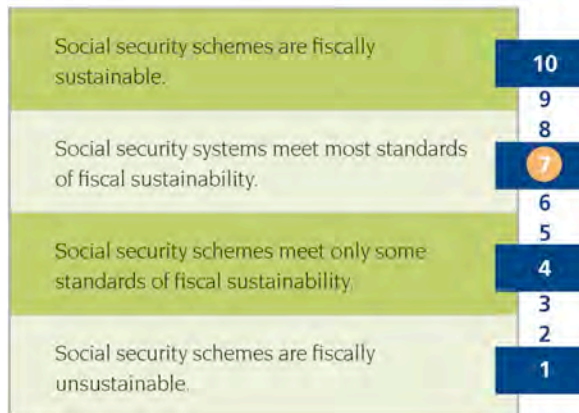 Social security schemes are fiscally
sustainable.
10
9
8
Social security systems meet most standards
of fiscal sustainability.
7
6
5
Social security schemes meet only some
standards of fiscal sustainability
4
3
2
Social security schemes are fiscally
unsustainable.
1